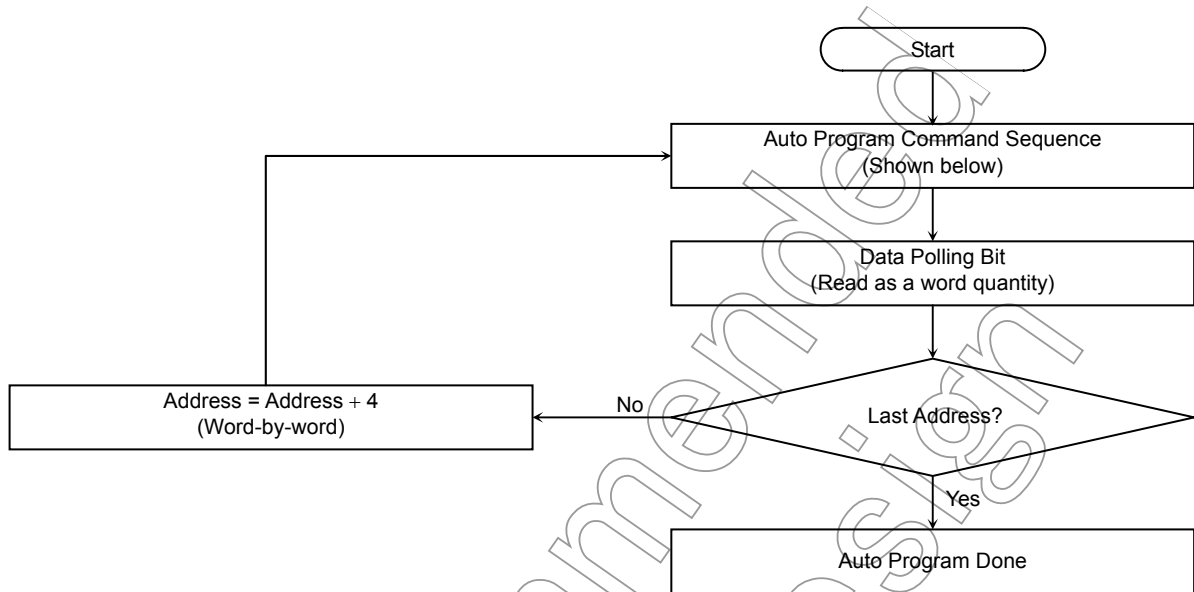 Start
Auto Program Command Sequence
(Shown below)
Data Polling Bit
(Read as a word quantity)
Address = Address + 4
(Word-by-word)
No
Last Address?
Yes
Auto Program Done